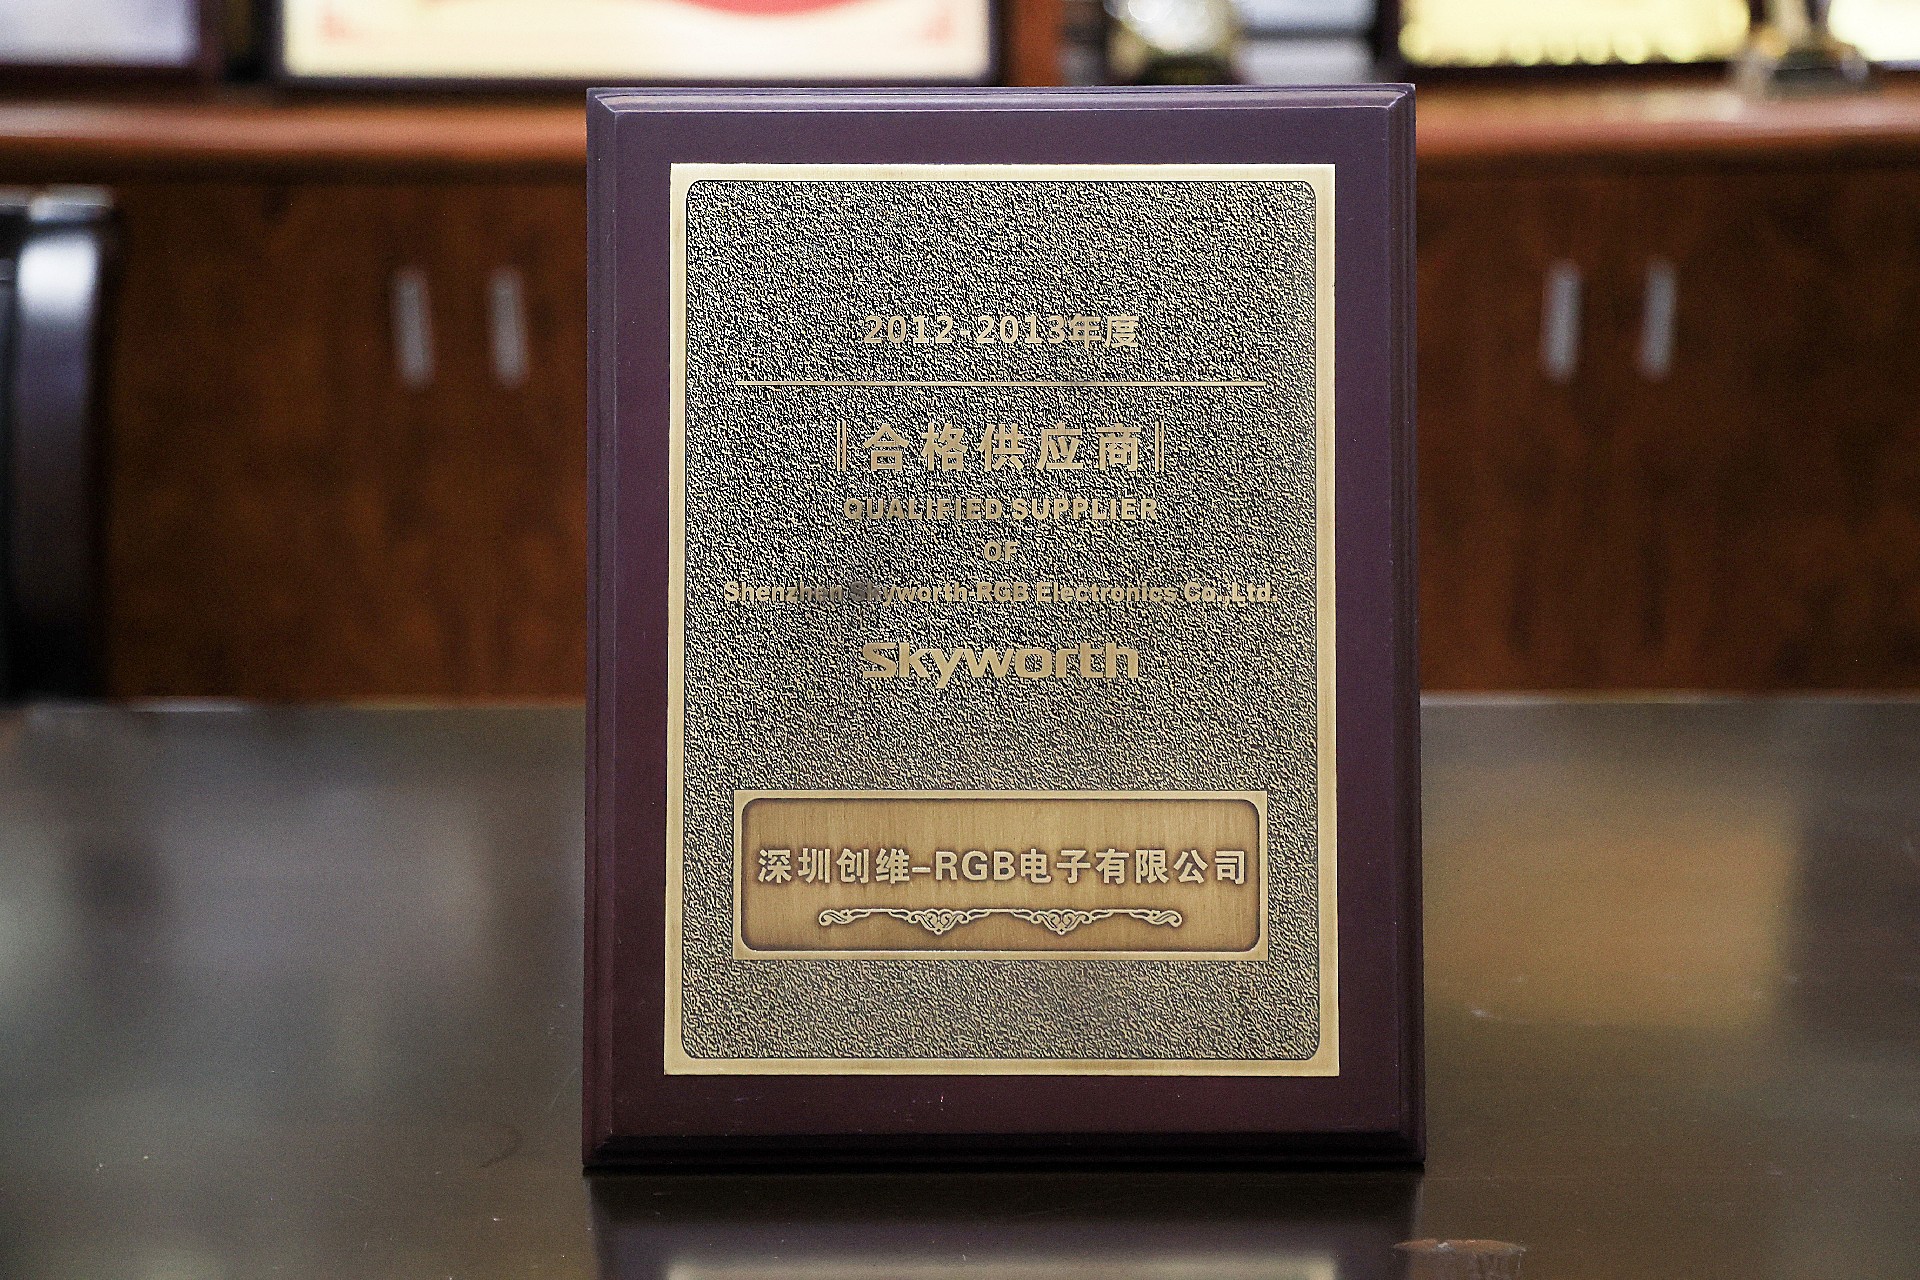 2012-2013年度
合格供应商
QUALIFIED SUPPLIER
OF
Shenzhen Skyworth RGB Electronics Co.,Ltd.
Skyworth
深圳创维-RGB电子有限公司